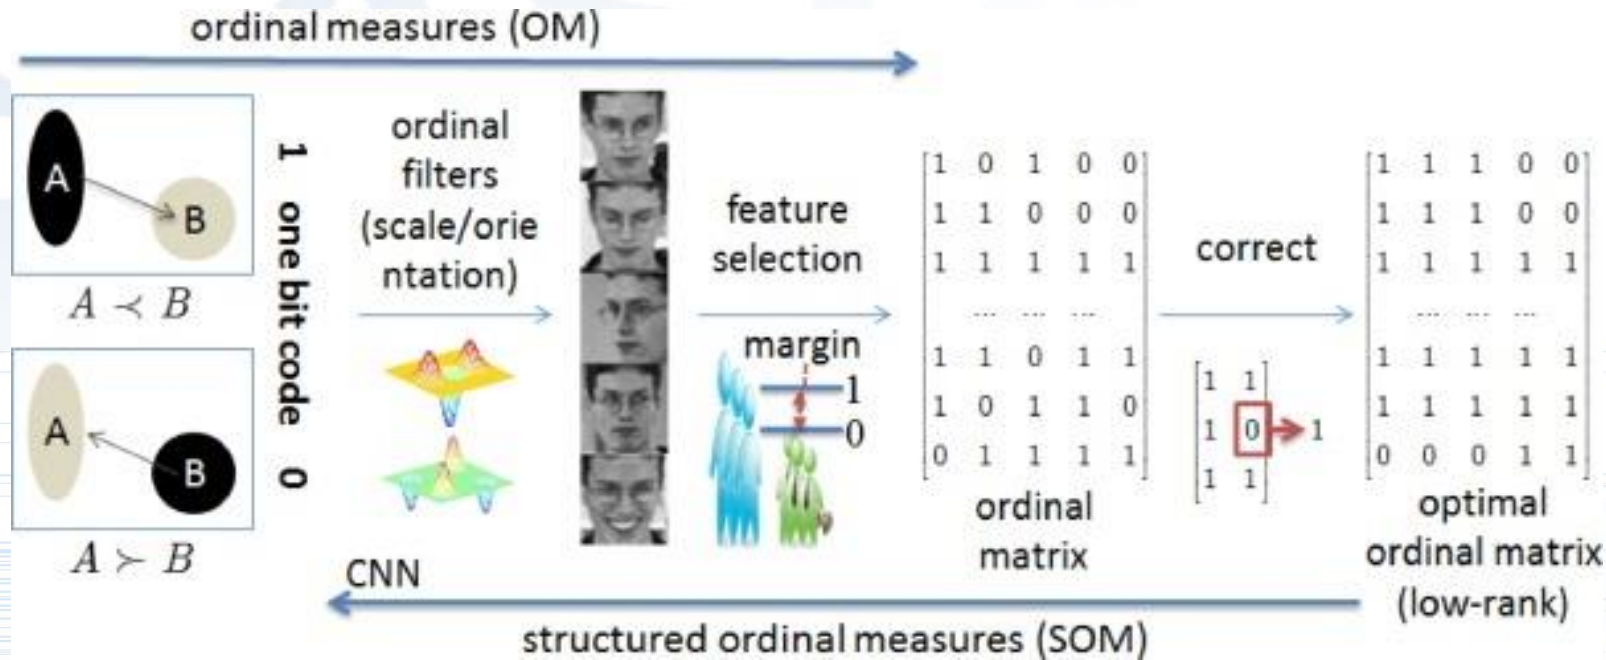 ordinal measures (OM)
A
B
A ≺ B
A
B
A ≻ B
1 one bit code 0
ordinal
filters
(scale/orie
ntation)
feature
selection
margin
1
0
1 0 1 0 0
1 1 0 0 0
1 1 1 1 1
... ... ...
1 1 0 1 1
1 0 1 1 0
0 1 1 1 1
ordinal
matrix
correct
1 1
1 0 1
1 1
1 1 1 0 0
1 1 1 0 0
1 1 1 1 1
... ... ...
1 1 1 1 1
1 1 1 1 1
0 0 0 1 1
optimal
ordinal matrix
(low-rank)
CNN
structured ordinal measures (SOM)